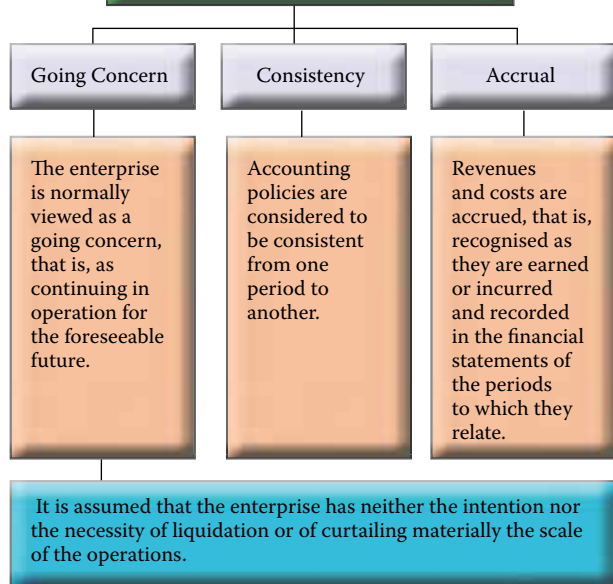 Going Concern
Consistency
Accrual
The enterprise
is normally
viewed as a
going concern,
that is, as
continuing in
operation for
the foreseeable
future.
Accounting
policies are
considered to
be consistent
from one
period to
another.
Revenues
and costs are
accrued, that is,
recognised as
they are earned
or incurred
and recorded
in the financial
statements of
the periods
to which they
relate.
It is assumed that the enterprise has neither the intention nor
the necessity of liquidation or of curtailing materially the scale
of the operations.